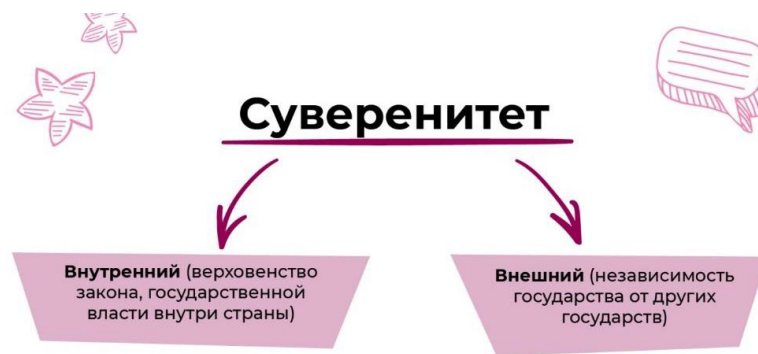 Суверенитет
Внутренний (верховенство
закона, государственной
власти внутри страны)
Внешний (независимость
государства от других
государств)